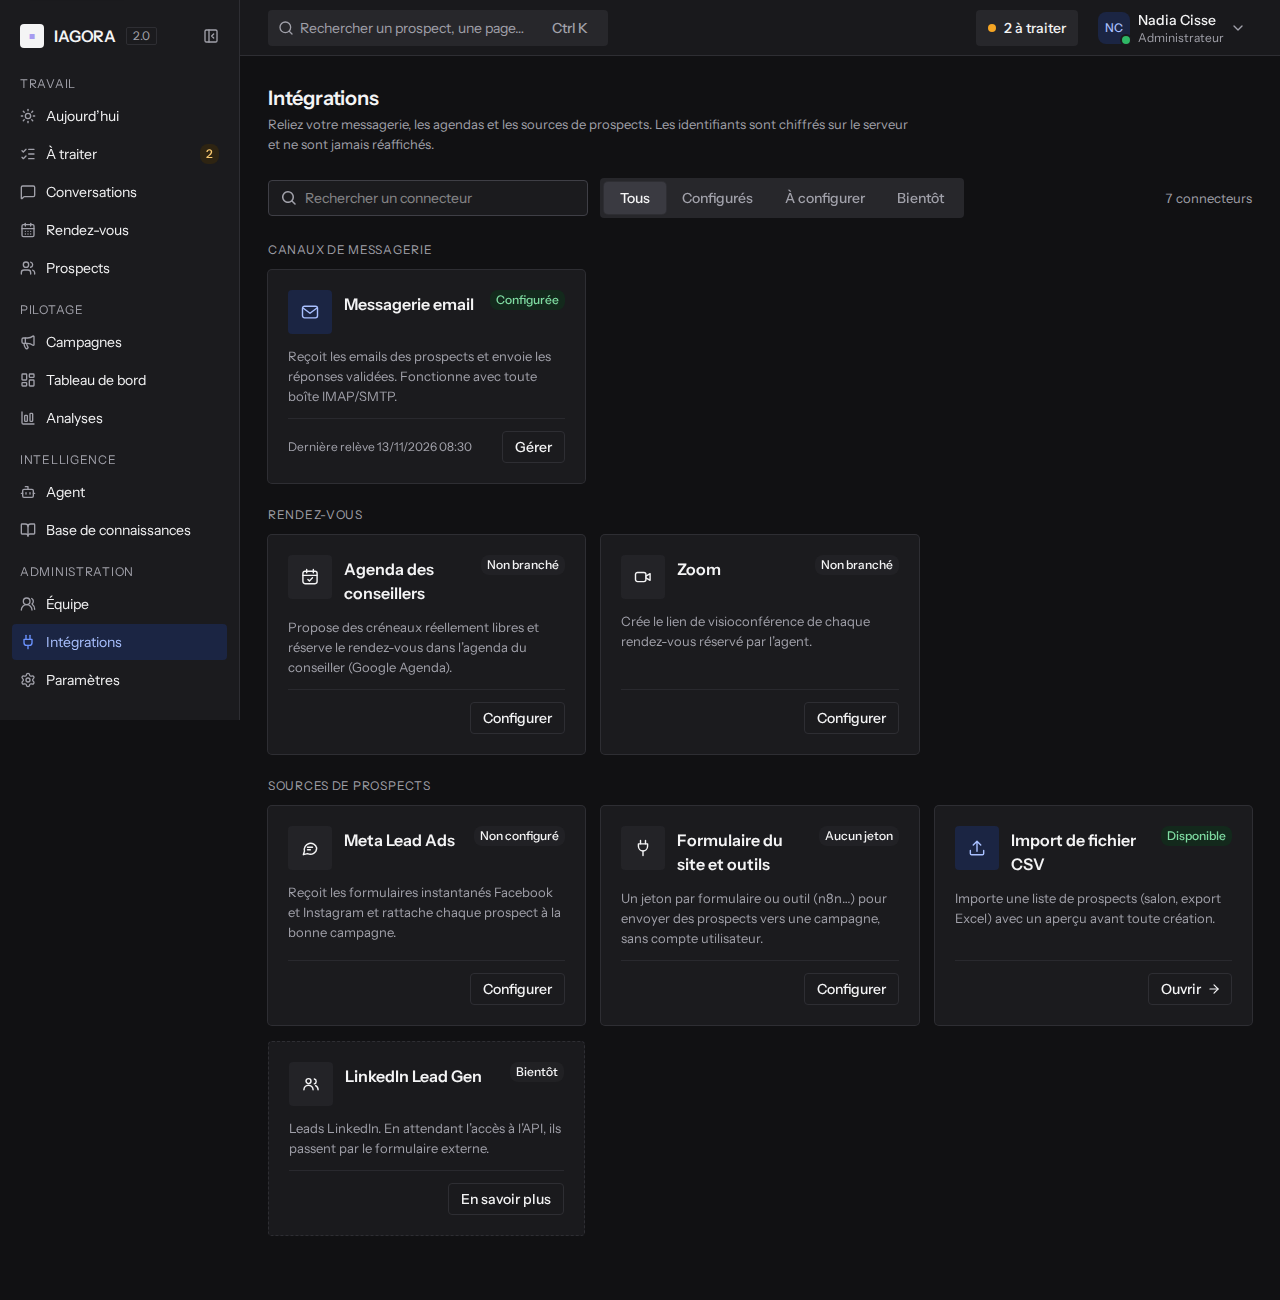 IAGORA 2.0
Rechercher un prospect, une page... Ctrl K
2 à traiter
NC
Nadia Cisse
Administrateur
TRAVAIL
Aujourd'hui
À traiter 2
Conversations
Rendez-vous
Prospects
PILOTAGE
Campagnes
Tableau de bord
Analyses
INTELLIGENCE
Agent
Base de connaissances
ADMINISTRATION
Équipe
Intégrations
Paramètres
Intégrations
Reliez votre messagerie, les agendas et les sources de prospects. Les identifiants sont chiffrés sur le serveur
et ne sont jamais réaffichés.
Rechercher un connecteur
Tous Configurés À configurer Bientôt
7 connecteurs
CANAUX DE MESSAGERIE
Messagerie email Configurée
Reçoit les emails des prospects et envoie les
réponses validées. Fonctionne avec toute
boîte IMAP/SMTP.
Dernière relève 13/11/2026 08:30 Gérer
RENDEZ-VOUS
Agenda des
conseillers
Non branché
Propose des créneaux réellement libres et
réserve le rendez-vous dans l'agenda du
conseiller (Google Agenda).
Configurer
Zoom Non branché
Crée le lien de visioconférence de chaque
rendez-vous réservé par l'agent.
Configurer
SOURCES DE PROSPECTS
Meta Lead Ads Non configuré
Reçoit les formulaires instantanés Facebook
et Instagram et rattache chaque prospect à la
bonne campagne.
Configurer
Formulaire du
site et outils
Aucun jeton
Un jeton par formulaire ou outil (n8n...) pour
envoyer des prospects vers une campagne,
sans compte utilisateur.
Configurer
Import de fichier
CSV
Disponible
Importe une liste de prospects (salon, export
Excel) avec un aperçu avant toute création.
Ouvrir →
LinkedIn Lead Gen Bientôt
Leads LinkedIn. En attendant l'accès à l'API, ils
passent par le formulaire externe.
En savoir plus